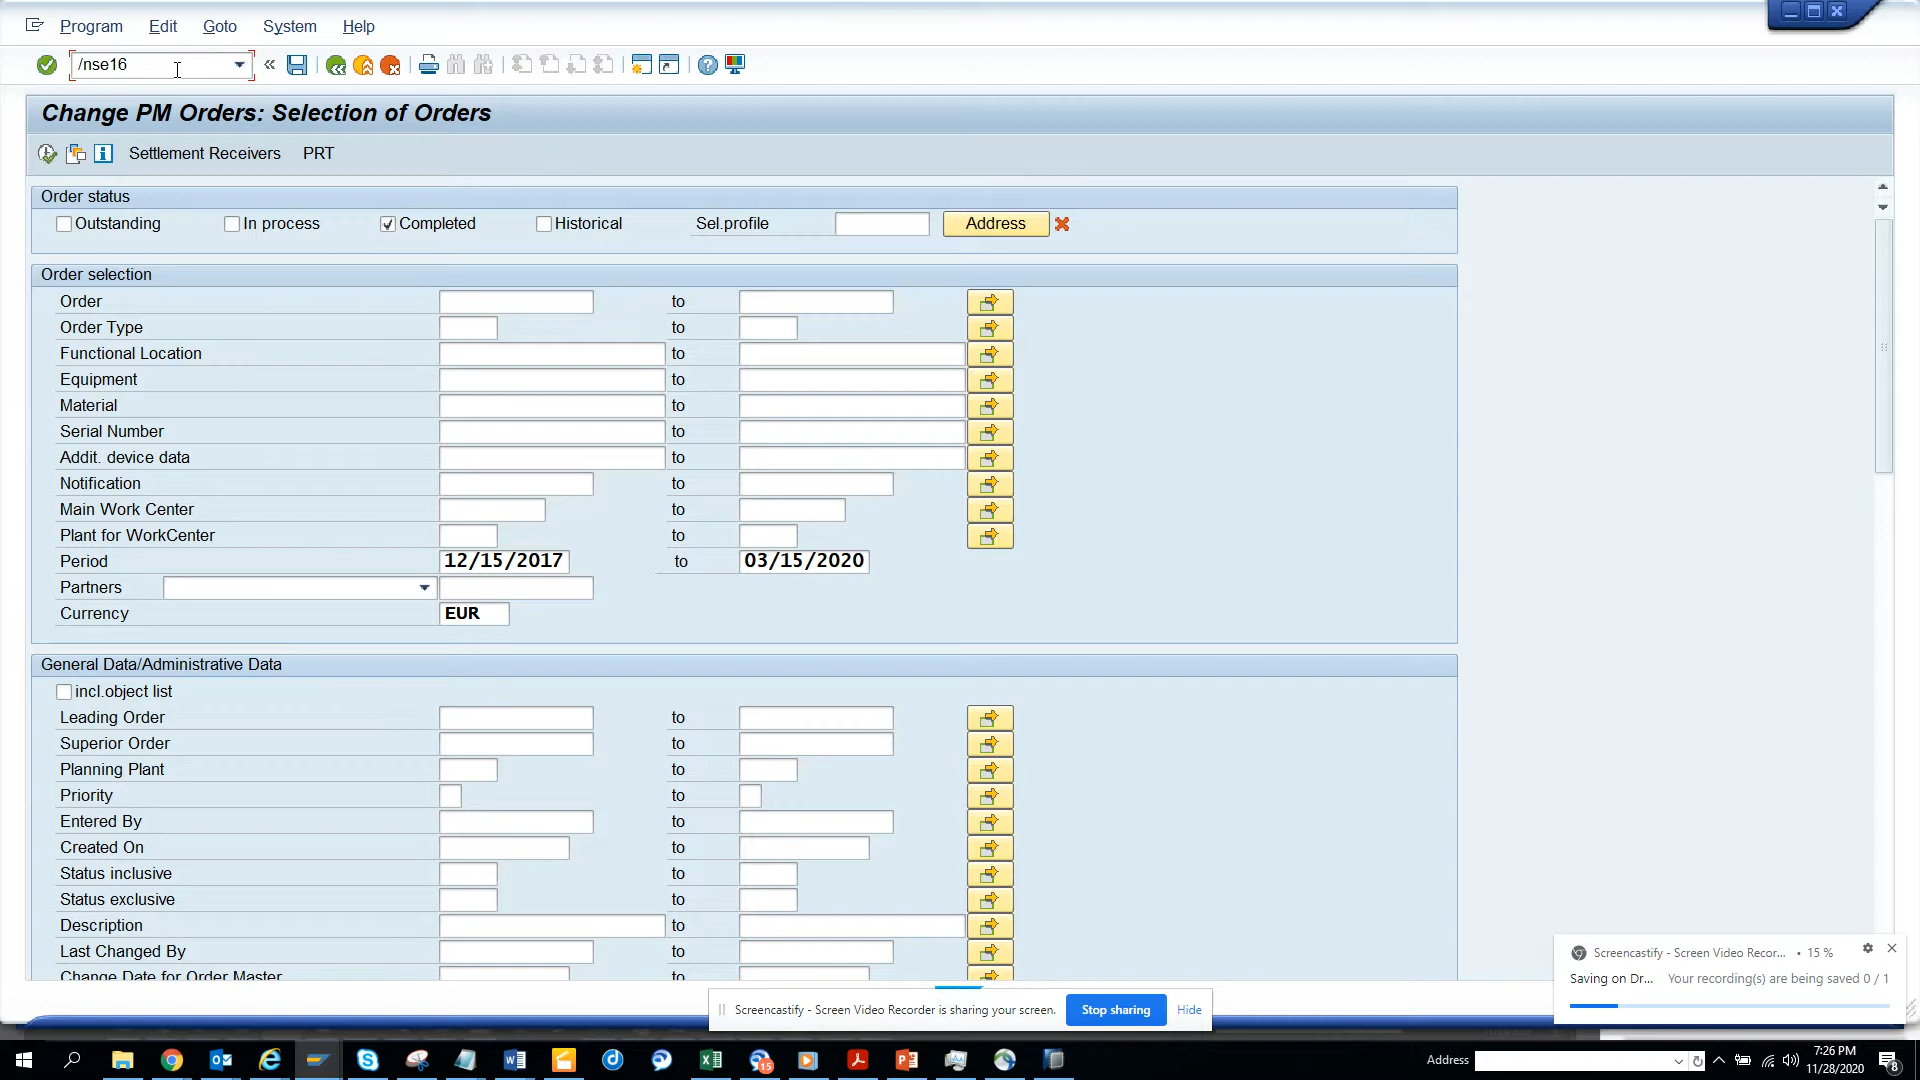 Program Edit Goto System Help
/nse16
Change PM Orders: Selection of Orders
Settlement Receivers PRT
Order status
Outstanding In process Completed Historical Sel.profile Address
Order selection
Order to
Order Type to
Functional Location to
Equipment to
Material to
Serial Number to
Addit. device data to
Notification to
Main Work Center to
Plant for WorkCenter to
Period 12/15/2017 to 03/15/2020
Partners
Currency EUR
General Data/Administrative Data
incl.object list
Leading Order to
Superior Order to
Planning Plant to
Priority to
Entered By to
Created On to
Status inclusive to
Status exclusive to
Description to
Last Changed By to
Change Date for Order Master to
Screencastify - Screen Video Recor... • 15 %
Saving on Dr... Your recording(s) are being saved 0 / 1
Screencastify - Screen Video Recorder is sharing your screen. Stop sharing Hide
15
Address
7:26 PM
11/28/2020
8